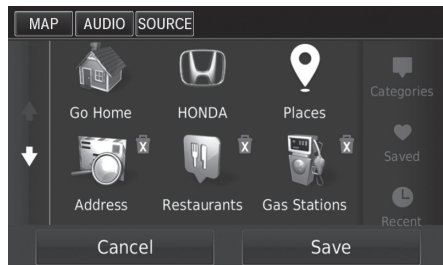 MAP AUDIO SOURCE
Go Home HONDA Places
Categories
Address Restaurants Gas Stations
Saved
Recent
Cancel Save